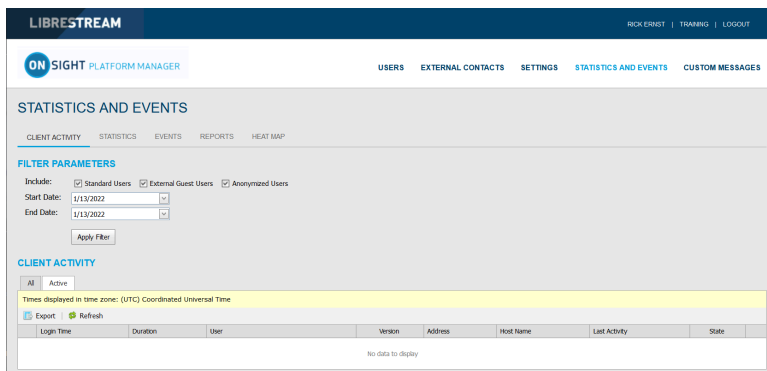 LIBRESTREAM
RICK ERNST | TRAINING | LOGOUT
ON SIGHT PLATFORM MANAGER
USERS EXTERNAL CONTACTS SETTINGS STATISTICS AND EVENTS CUSTOM MESSAGES
STATISTICS AND EVENTS
CLIENT ACTIVITY STATISTICS EVENTS REPORTS HEAT MAP
FILTER PARAMETERS
Include: Standard Users External Guest Users Anonymized Users
Start Date: 1/13/2022
End Date: 1/13/2022
Apply Filter
CLIENT ACTIVITY
All Active
Times displayed in time zone: (UTC) Coordinated Universal Time
Export | Refresh
Login Time Duration User Version Address Host Name Last Activity State
No data to display